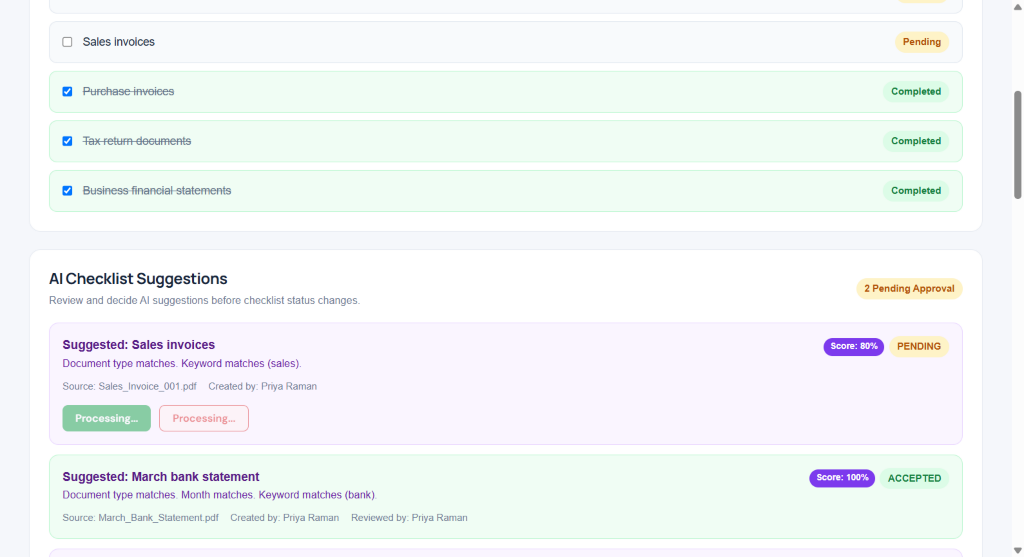 Sales invoices
Pending
Purchase invoices
Completed
Tax return documents
Completed
Business financial statements
Completed
AI Checklist Suggestions
Review and decide AI suggestions before checklist status changes.
2 Pending Approval
Suggested: Sales invoices
Score: 80% PENDING
Document type matches. Keyword matches (sales).
Source: Sales_Invoice_001.pdf Created by: Priya Raman
Processing... Processing...
Suggested: March bank statement
Score: 100% ACCEPTED
Document type matches. Month matches. Keyword matches (bank).
Source: March_Bank_Statement.pdf Created by: Priya Raman Reviewed by: Priya Raman